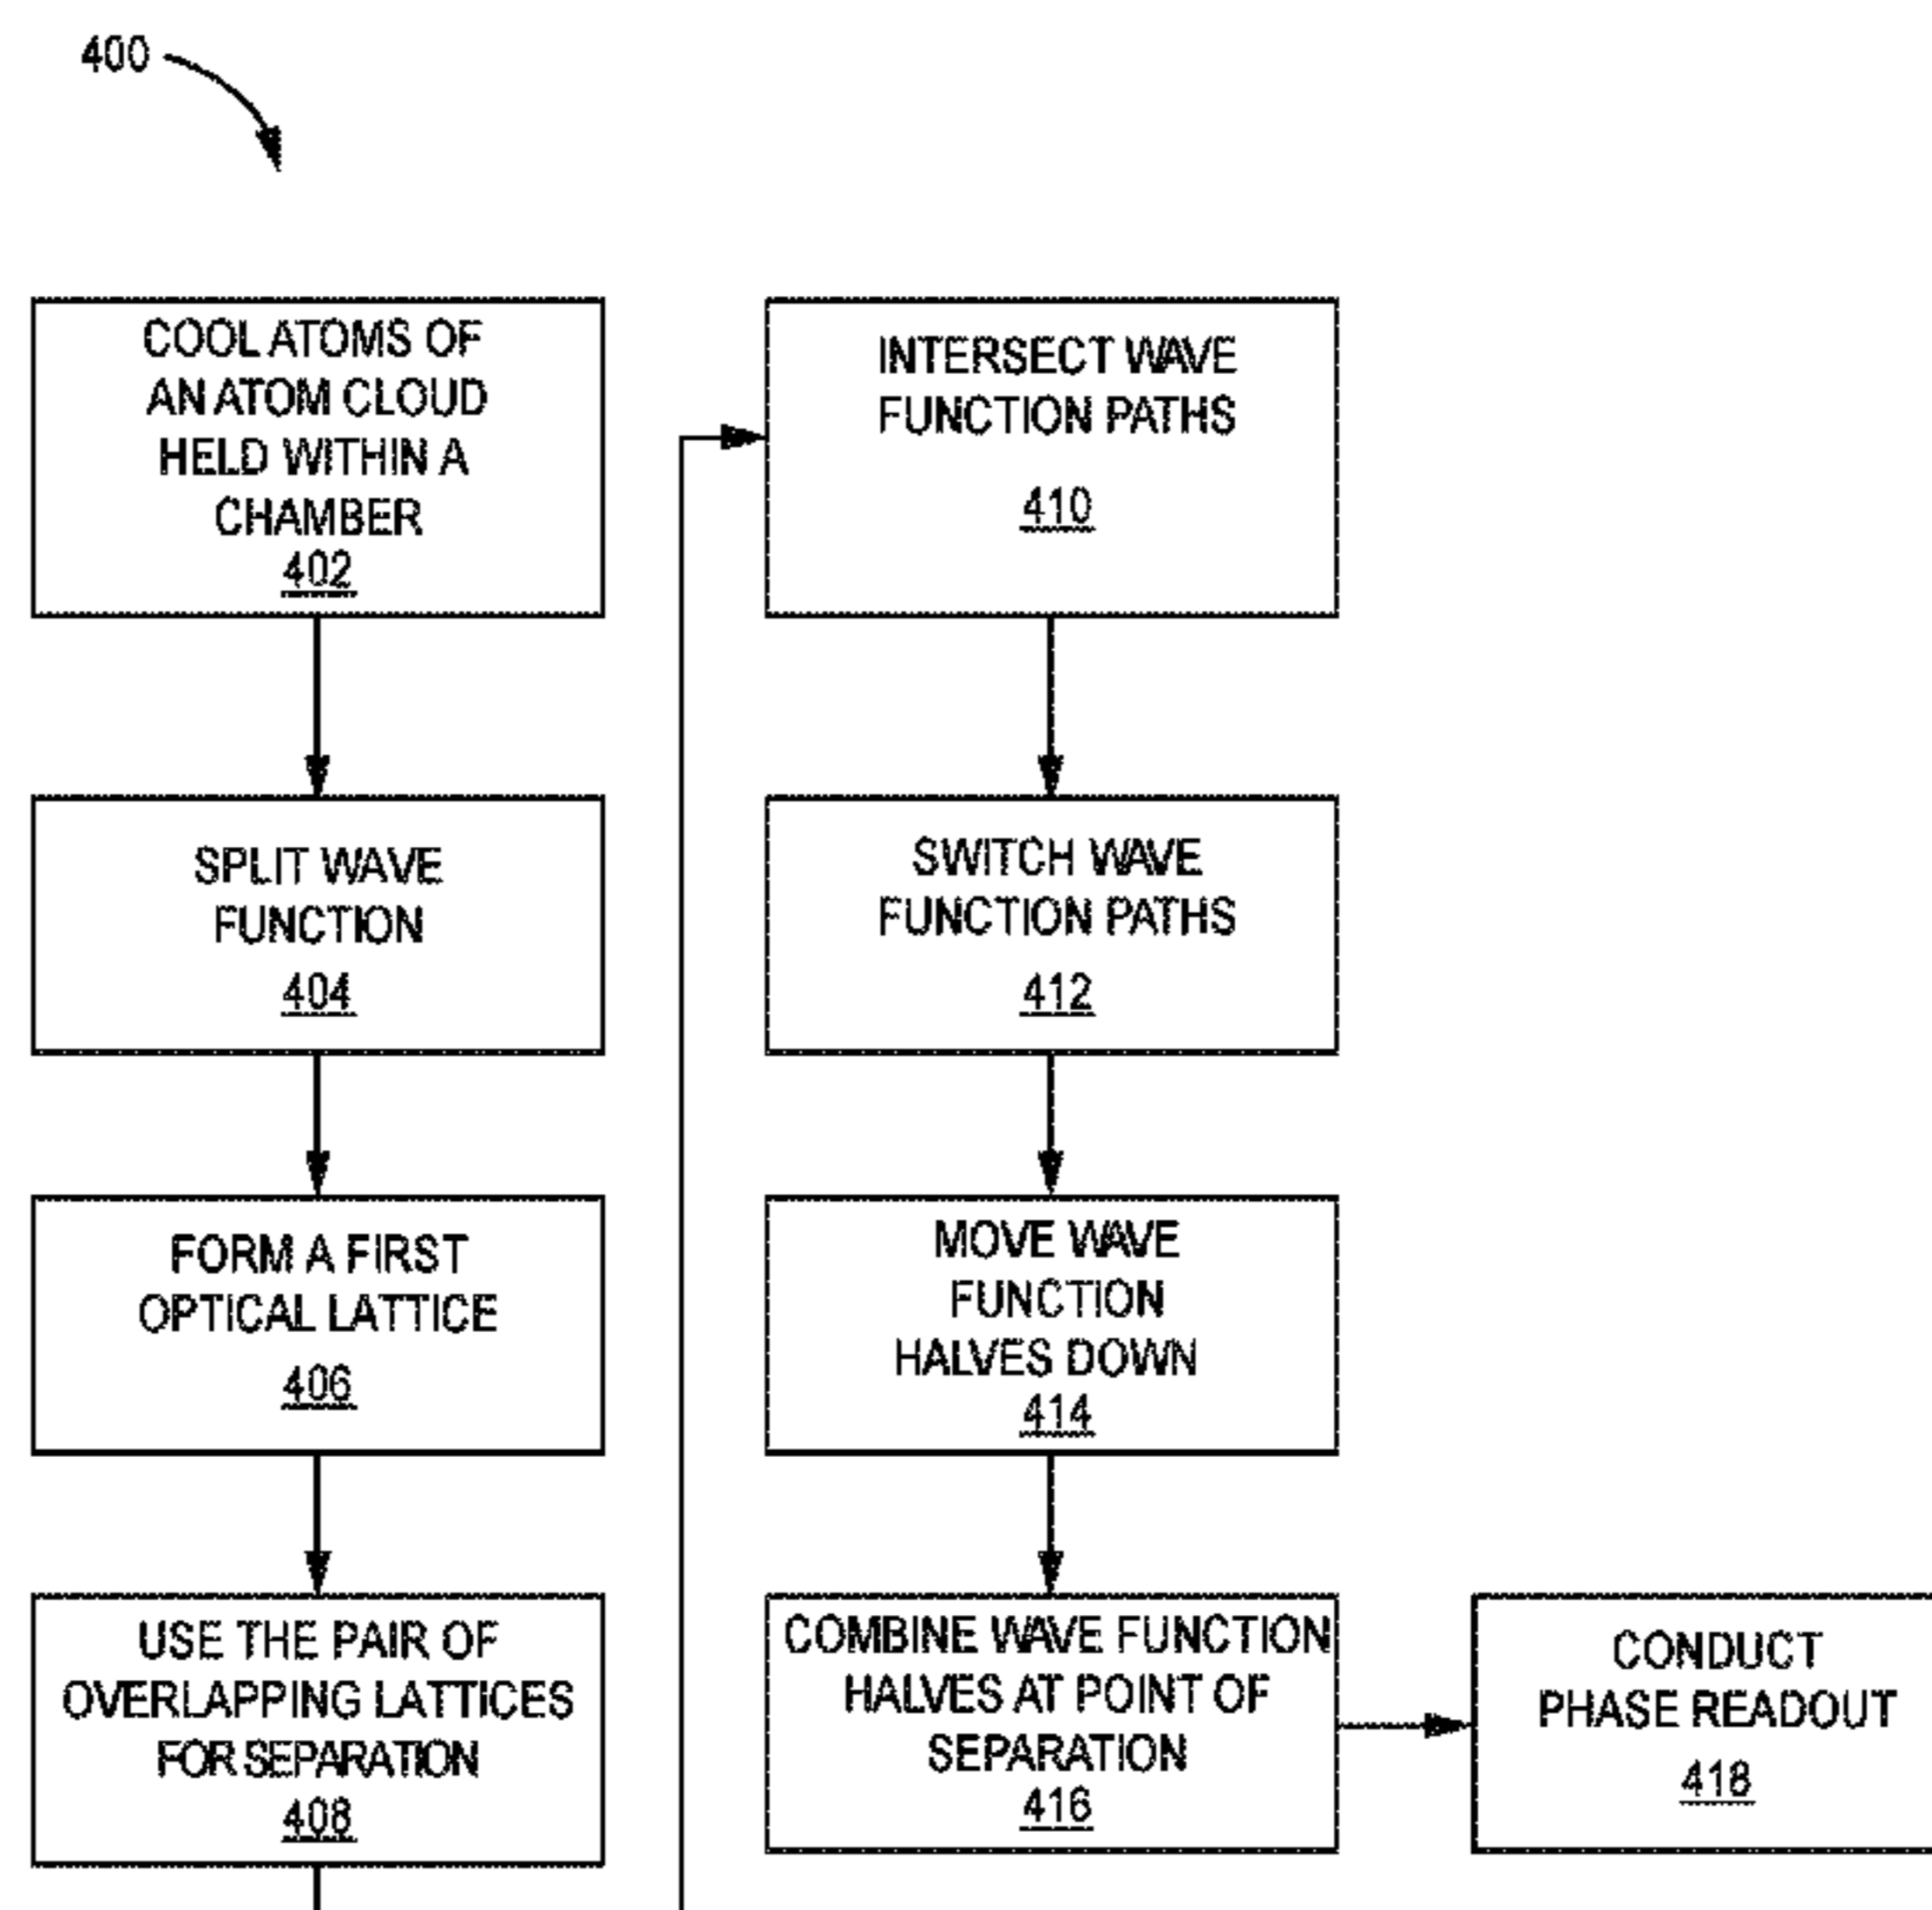 400
COOL ATOMS OF
AN ATOM CLOUD
HELD WITHIN A
CHAMBER
402
SPLIT WAVE
FUNCTION
404
FORM A FIRST
OPTICAL LATTICE
406
USE THE PAIR OF
OVERLAPPING LATTICES
FOR SEPARATION
408
INTERSECT WAVE
FUNCTION PATHS
410
SWITCH WAVE
FUNCTION PATHS
412
MOVE WAVE
FUNCTION
HALVES DOWN
414
COMBINE WAVE FUNCTION
HALVES AT POINT OF
SEPARATION
416
CONDUCT
PHASE READOUT
418